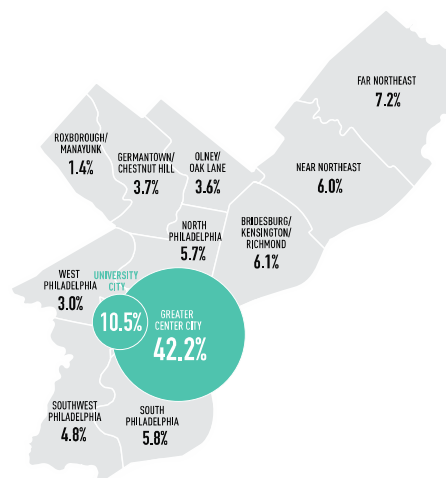 FAR NORTHEAST
7.2%
ROXBOROUGH/
MANAYUNK
1.4%
GERMANTOWN/
CHESTNUT HILL
3.7%
OLNEY/
OAK LANE
3.6%
NEAR NORTHEAST
6.0%
NORTH
PHILADELPHIA
5.7%
BRIDESBURG/
KENSINGTON/
RICHMOND
6.1%
WEST
PHILADELPHIA
3.0%
UNIVERSITY
CITY
10.5%
GREATER
CENTER CITY
42.2%
SOUTHWEST
PHILADELPHIA
4.8%
SOUTH
PHILADELPHIA
5.8%